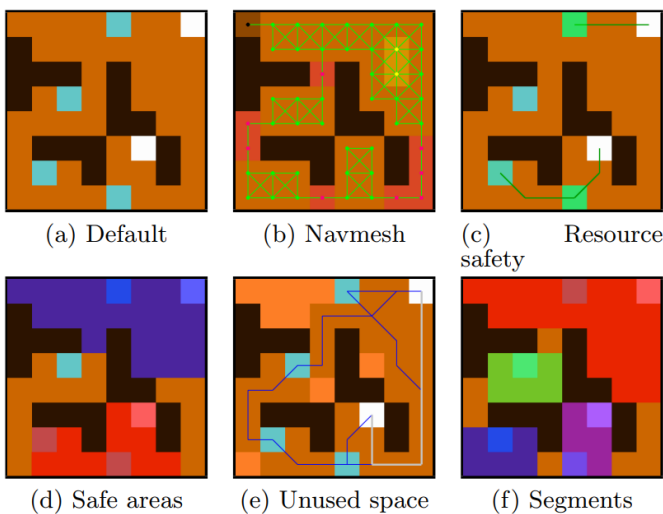 (a) Default
(b) Navmesh
(c) Resource
safety
(d) Safe areas
(e) Unused space
(f) Segments